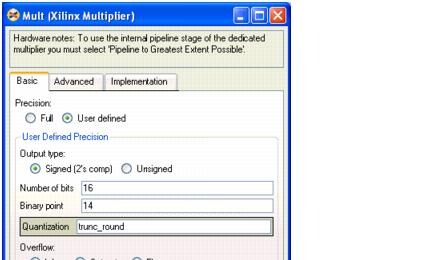 Mult (Xilinx Multiplier)
Hardware notes: To use the internal pipeline stage of the dedicated
multiplier you must select 'Pipeline to Greatest Extent Possible'.
Basic Advanced Implementation
Precision:
Full User defined
User Defined Precision
Output type:
Signed (2's comp) Unsigned
Number of bits 16
Binary point 14
Quantization trunc_round
Overflow: